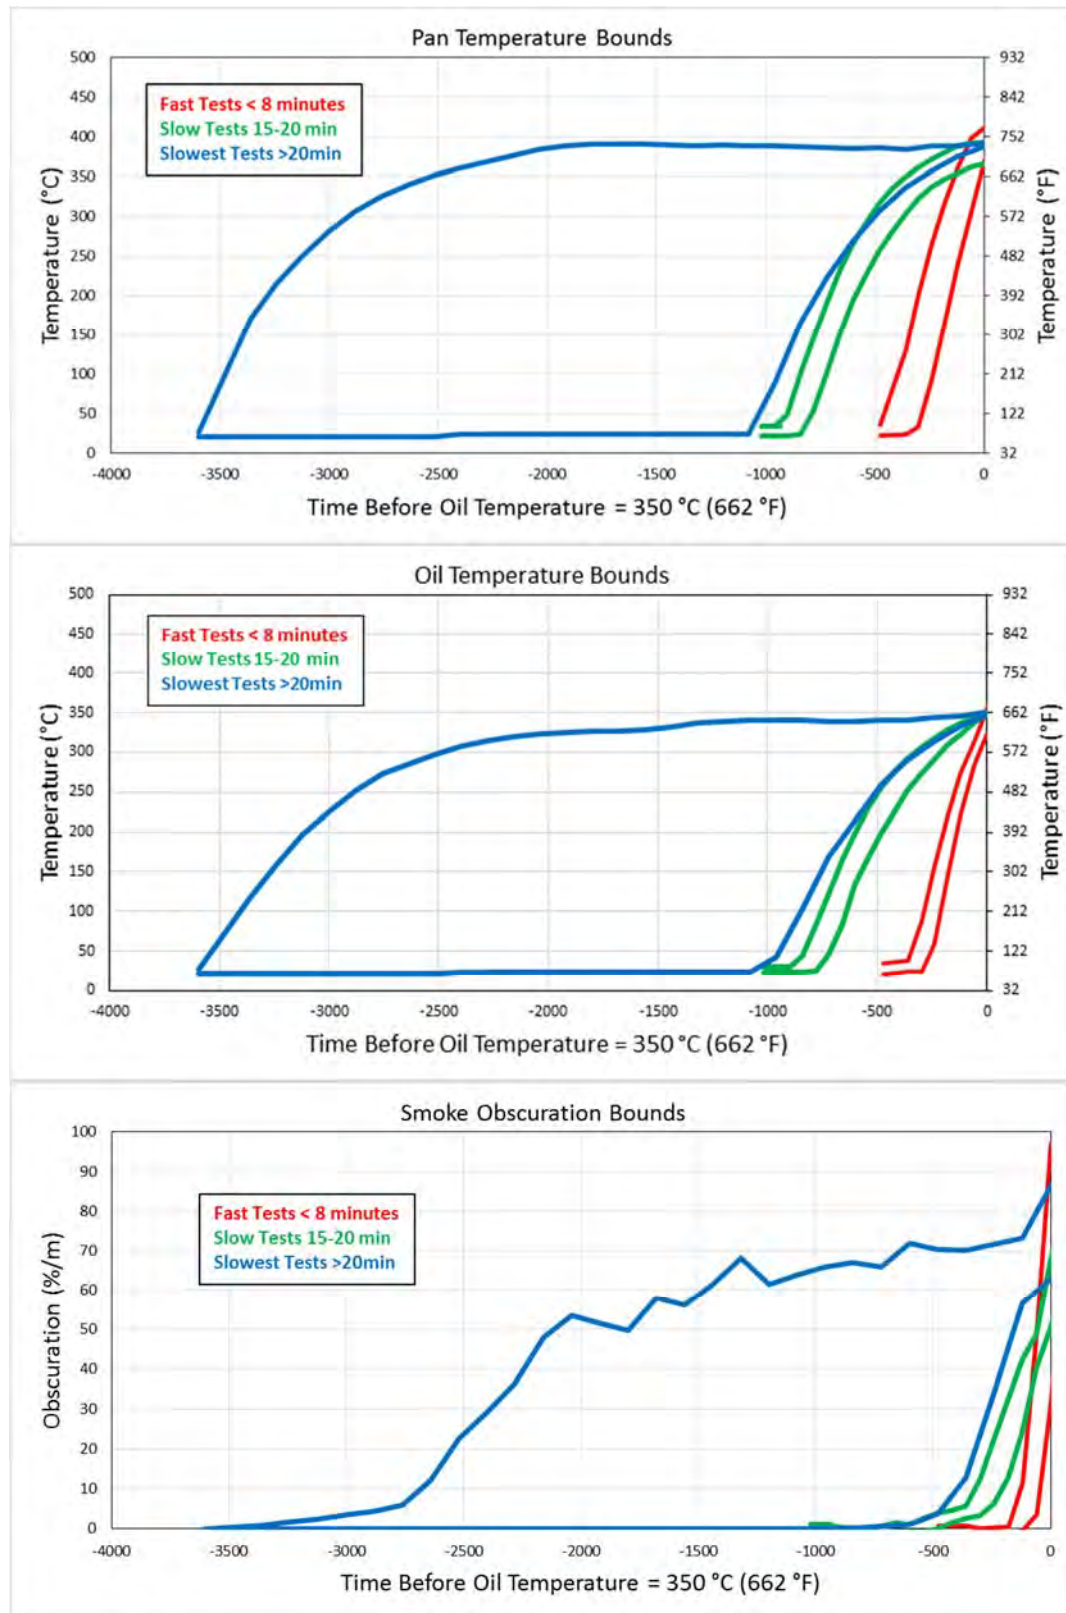 Pan Temperature Bounds
500
450
400
350
300
250
200
150
100
50
0
Temperature (°C)
Fast Tests < 8 minutes
Slow Tests 15-20 min
Slowest Tests >20min
932
842
752
662
572
482
392
302
212
122
32
Temperature (°F)
-4000 -3500 -3000 -2500 -2000 -1500 -1000 -500 0
Time Before Oil Temperature = 350 °C (662 °F)
Oil Temperature Bounds
500
450
400
350
300
250
200
150
100
50
0
Temperature (°C)
Fast Tests < 8 minutes
Slow Tests 15-20 min
Slowest Tests >20min
932
842
752
662
572
482
392
302
212
122
32
Temperature (°F)
-4000 -3500 -3000 -2500 -2000 -1500 -1000 -500 0
Time Before Oil Temperature = 350 °C (662 °F)
Smoke Obscuration Bounds
100
90
80
70
60
50
40
30
20
10
0
Obscuration (%/m)
Fast Tests < 8 minutes
Slow Tests 15-20 min
Slowest Tests >20min
-4000 -3500 -3000 -2500 -2000 -1500 -1000 -500 0
Time Before Oil Temperature = 350 °C (662 °F)